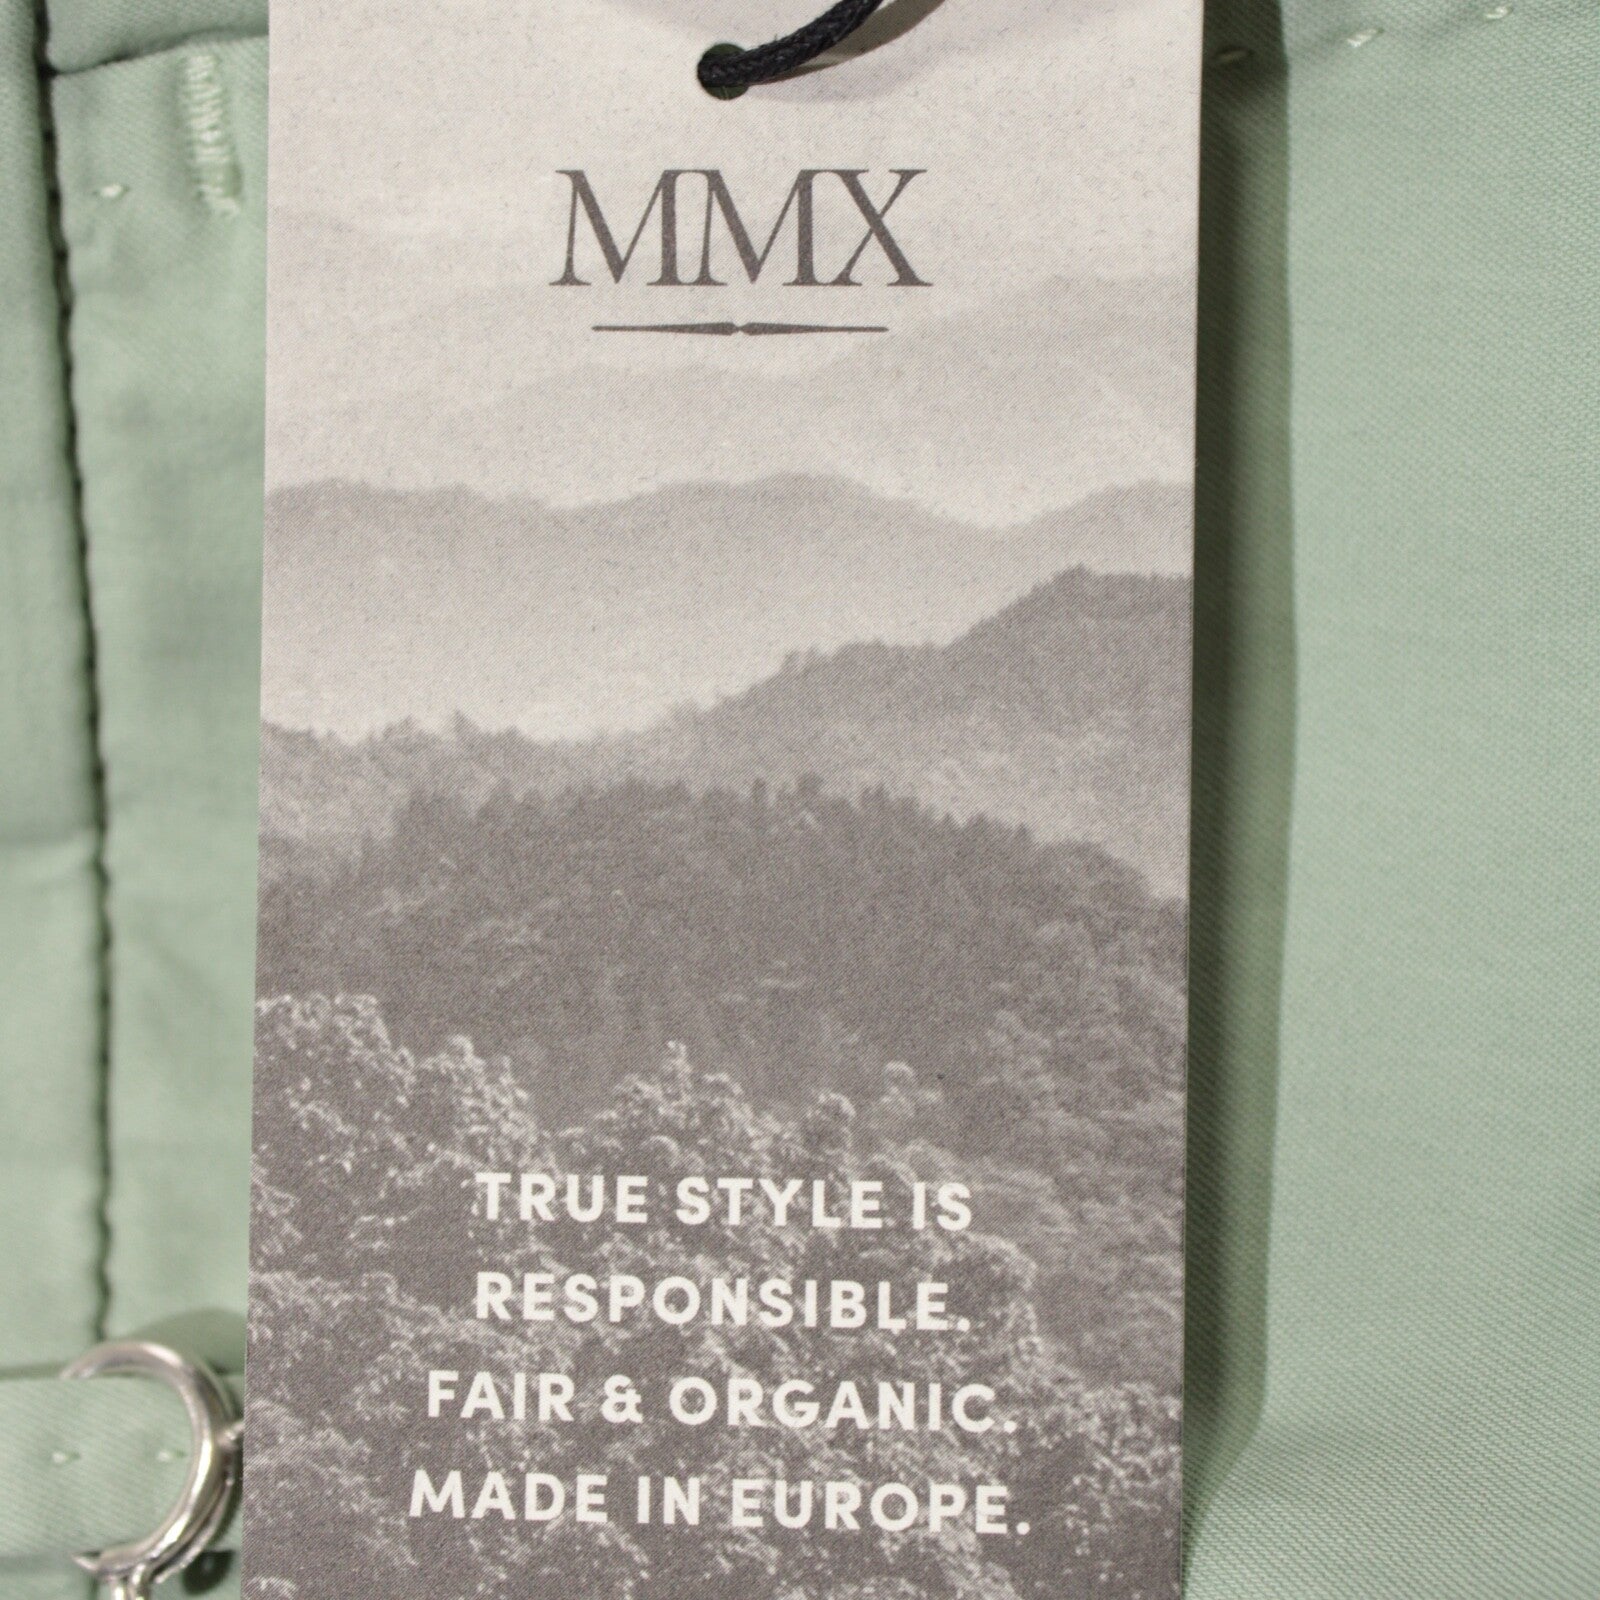 MMX
TRUE STYLE IS
RESPONSIBLE.
FAIR & ORGANIC.
MADE IN EUROPE.